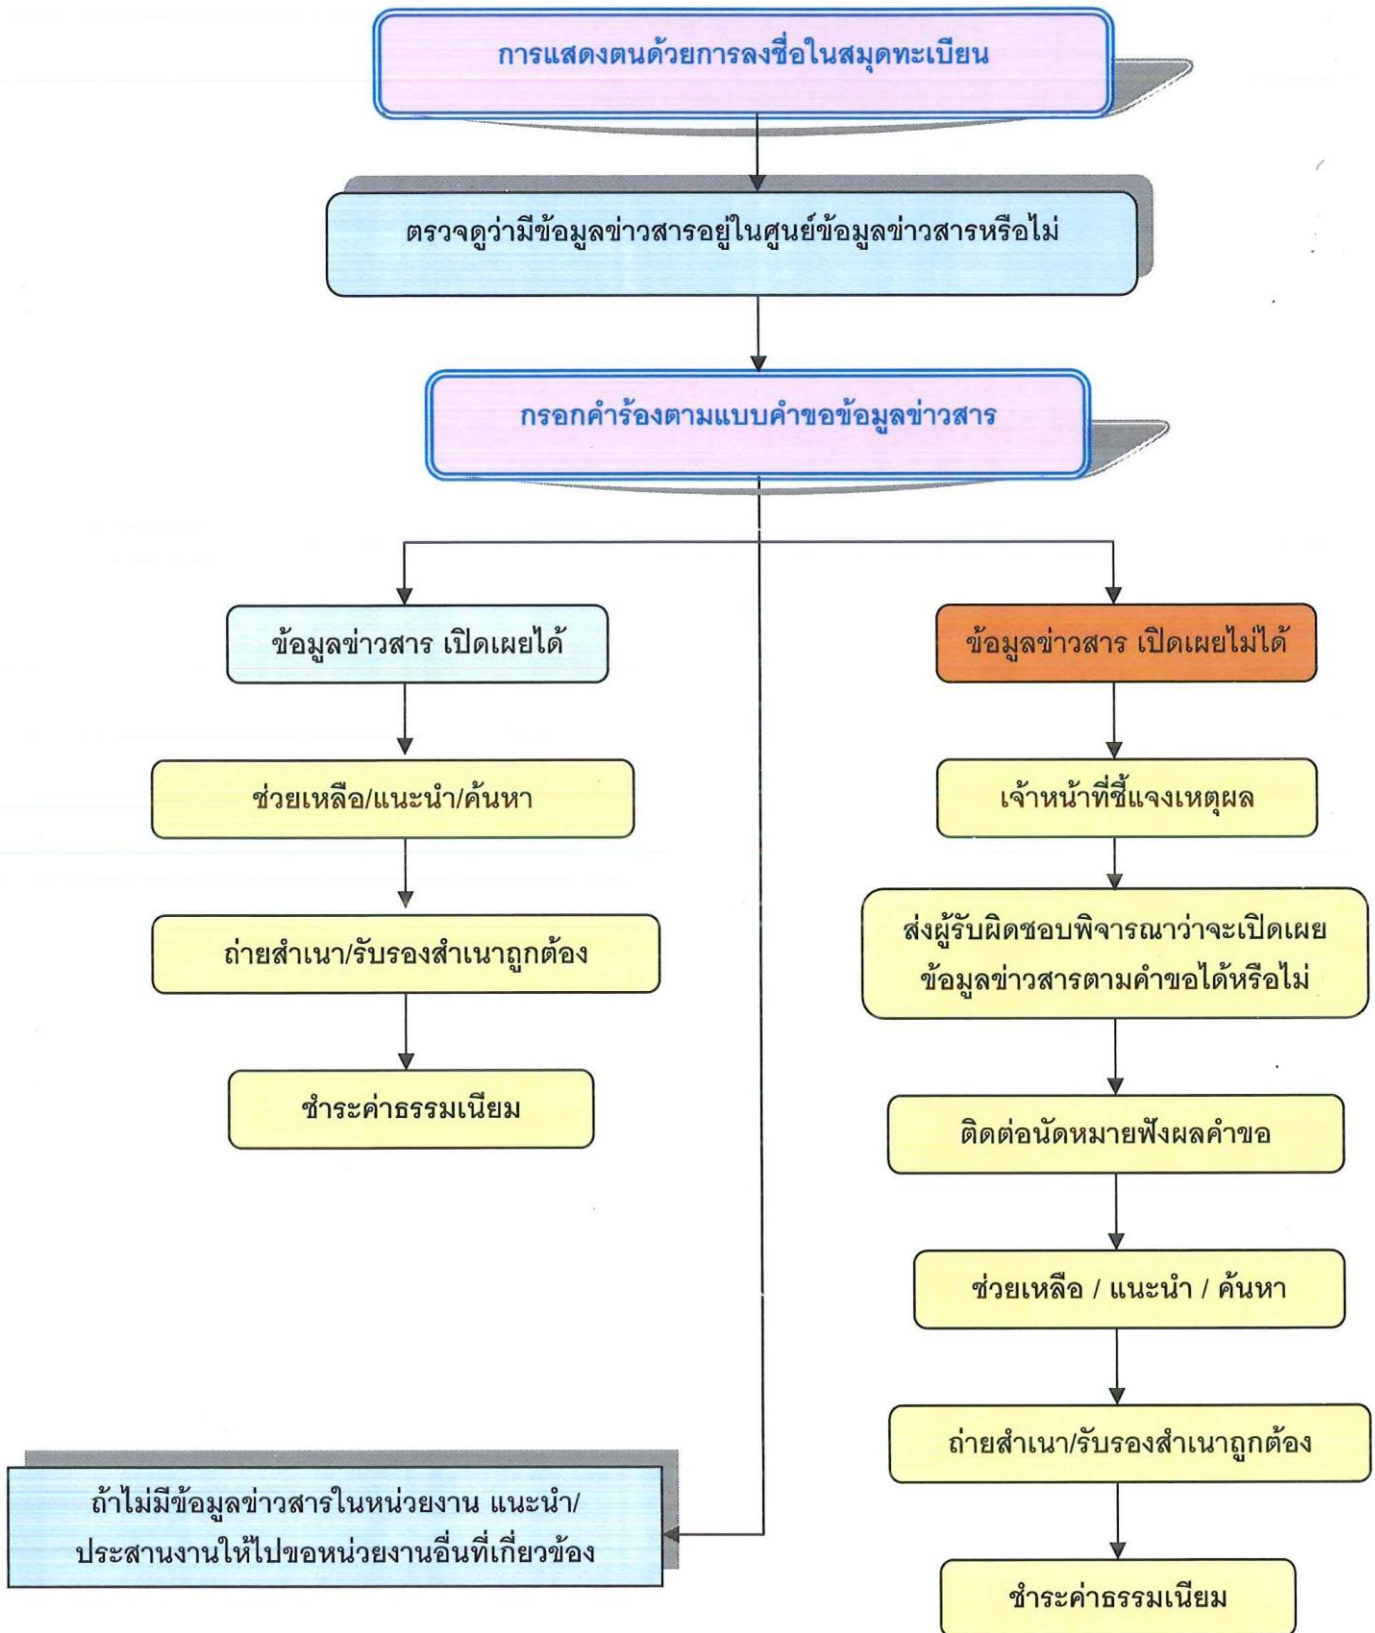 การแสดงตนด้วยการลงชื่อในสมุดทะเบียน
ตรวจดูว่ามีข้อมูลข่าวสารอยู่ในศูนย์ข้อมูลข่าวสารหรือไม่
กรอกคำร้องตามแบบคำขอข้อมูลข่าวสาร
ข้อมูลข่าวสาร เปิดเผยได้
ช่วยเหลือ/แนะนำ/ค้นหา
ถ่ายสำเนา/รับรองสำเนาถูกต้อง
ชำระค่าธรรมเนียม
ข้อมูลข่าวสาร เปิดเผยไม่ได้
เจ้าหน้าที่ชี้แจงเหตุผล
ส่งผู้รับผิดชอบพิจารณาว่าจะเปิดเผย
ข้อมูลข่าวสารตามคำขอได้หรือไม่
ติดต่อนัดหมายฟังผลคำขอ
ช่วยเหลือ / แนะนำ / ค้นหา
ถ่ายสำเนา/รับรองสำเนาถูกต้อง
ชำระค่าธรรมเนียม
ถ้าไม่มีข้อมูลข่าวสารในหน่วยงาน แนะนำ/
ประสานงานให้ไปขอหน่วยงานอื่นที่เกี่ยวข้อง